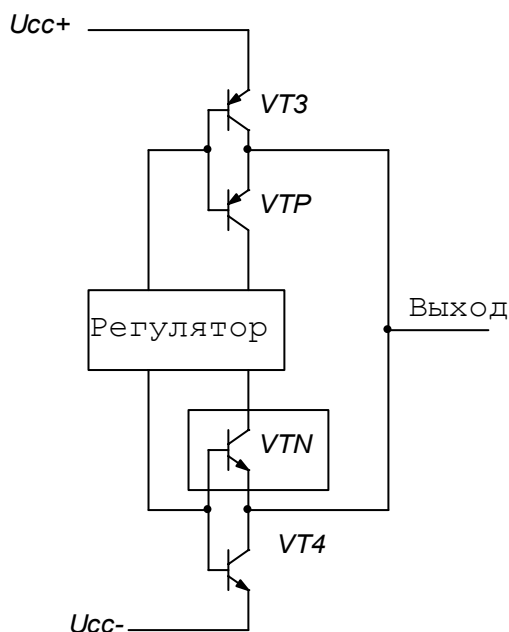 Ucc+
VT3
VTP
Выход
Регулятор
VTN
VT4
Ucc-